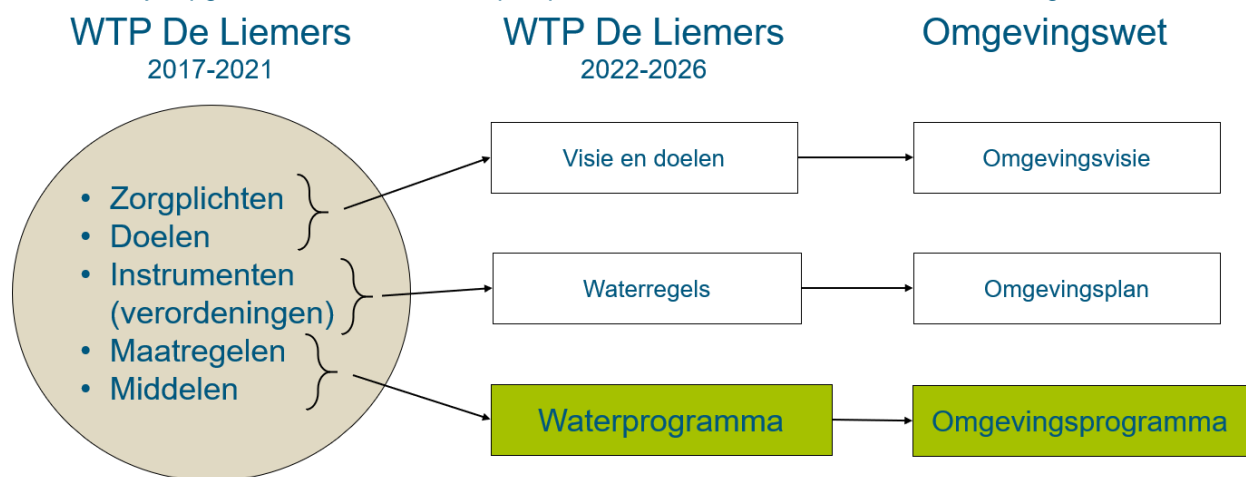 WTP De Liemers
2017-2021
WTP De Liemers
2022-2026
Omgevingswet
• Zorgplichten
• Doelen
• Instrumenten
(verordeningen)
• Maatregelen
• Middelen
Visie en doelen
Omgevingsvisie
Waterregels
Omgevingsplan
Waterprogramma
Omgevingsprogramma